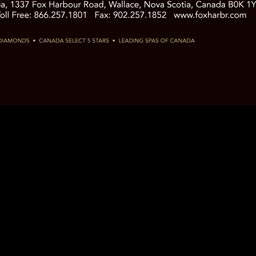 a, 1337 Fox Harbour Road, Wallace, Nova Scotia, Canada B0K 1Y
oll Free: 866.257.1801 Fax: 902.257.1852 www.foxharbr.com
DIAMONDS • CANADA SELECT 5 STARS • LEADING SPAS OF CANADA